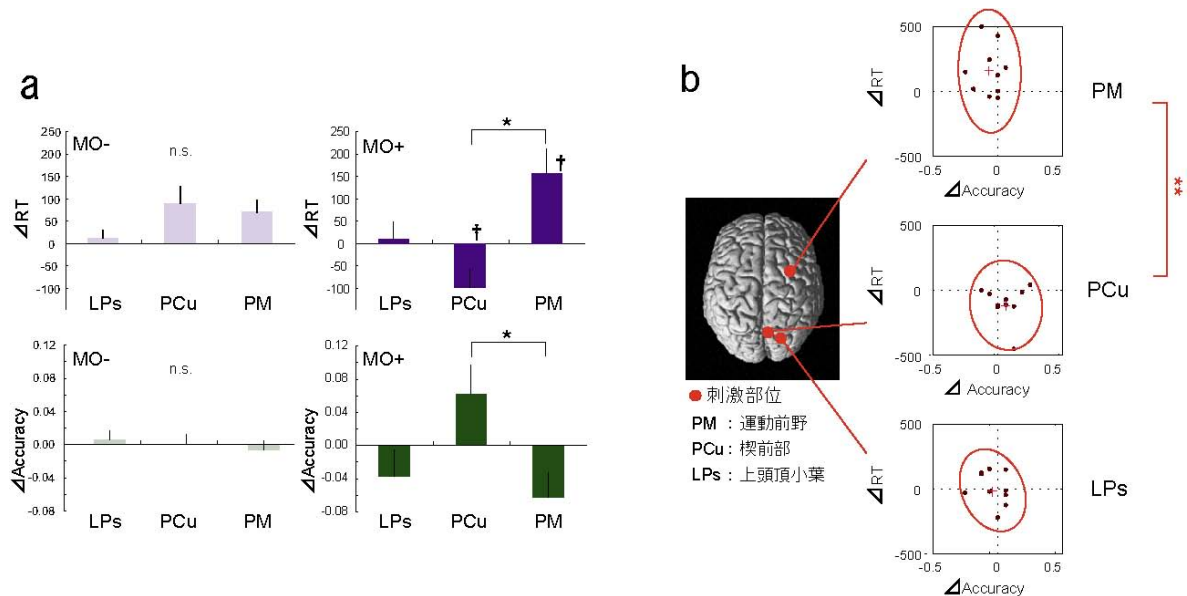 a
MO-
n.s.
250
200
150
100
50
0
-50
-100
⊿RT
LPs PCu PM
MO+
*
†
†
250
200
150
100
50
0
-50
-100
⊿RT
LPs PCu PM
MO-
n.s.
0.12
0.08
0.04
0.00
-0.04
-0.08
⊿Accuracy
LPs PCu PM
MO+
*
0.12
0.08
0.04
0.00
-0.04
-0.08
⊿Accuracy
LPs PCu PM
b
●刺激部位
PM : 運動前野
PCu : 楔前部
LPs : 上頭頂小葉
500
0
-500
⊿RT
-0.5 0 0.5
⊿Accuracy
PM
**
500
0
-500
⊿RT
-0.5 0 0.5
⊿ Accuracy
PCu
500
0
-500
⊿RT
-0.5 0 0.5
⊿ Accuracy
LPs